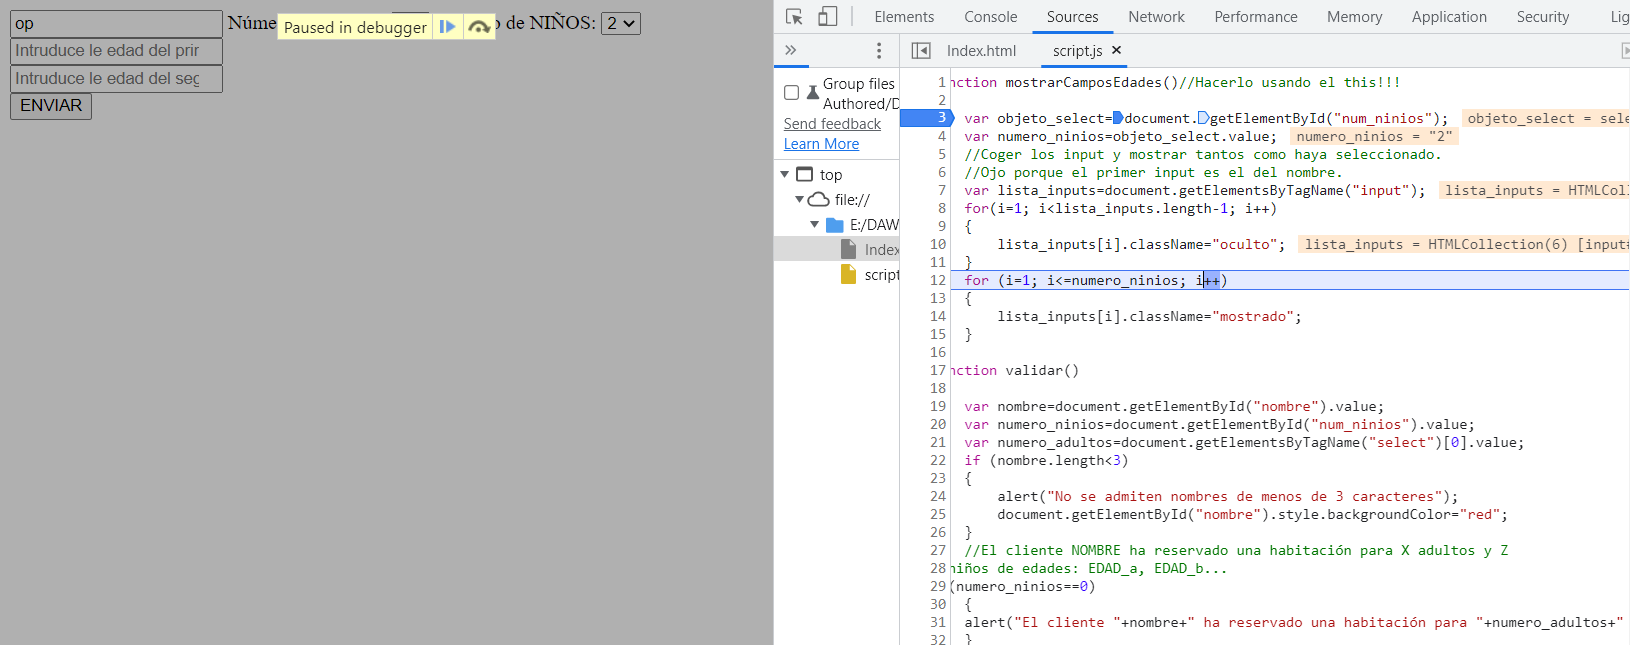 op Núme Paused in debugger o de NIÑOS: 2
Intruduce le edad del prir
Intruduce le edad del seg
ENVIAR
Elements Console Sources Network Performance Memory Application Security Lig
» Index.html script.js ×
Group files
Authored/D
Send feedback
Learn More
top
file://
E:/DAW
Index
script
1 nction mostrarCamposEdades()//Hacerlo usando el this!!!
2
3 var objeto_select=document.getElementById("num_ninios"); objeto_select = sele
4 var numero_ninios=objeto_select.value; numero_ninios = "2"
5 //Coger los input y mostrar tantos como haya seleccionado.
6 //Ojo porque el primer input es el del nombre.
7 var lista_inputs=document.getElementsByTagName("input"); lista_inputs = HTMLColl
8 for(i=1; i<lista_inputs.length-1; i++)
9 {
10 lista_inputs[i].className="oculto"; lista_inputs = HTMLCollection(6) [input#
11 }
12 for (i=1; i<=numero_ninios; i++)
13 {
14 lista_inputs[i].className="mostrado";
15 }
16
17 nction validar()
18
19 var nombre=document.getElementById("nombre").value;
20 var numero_ninios=document.getElementById("num_ninios").value;
21 var numero_adultos=document.getElementsByTagName("select")[0].value;
22 if (nombre.length<3)
23 {
24 alert("No se admiten nombres de menos de 3 caracteres");
25 document.getElementById("nombre").style.backgroundColor="red";
26 }
27 //El cliente NOMBRE ha reservado una habitación para X adultos y Z
28 niños de edades: EDAD_a, EDAD_b...
29 (numero_ninios==0)
30 {
31 alert("El cliente "+nombre+" ha reservado una habitación para "+numero_adultos+"
32 }